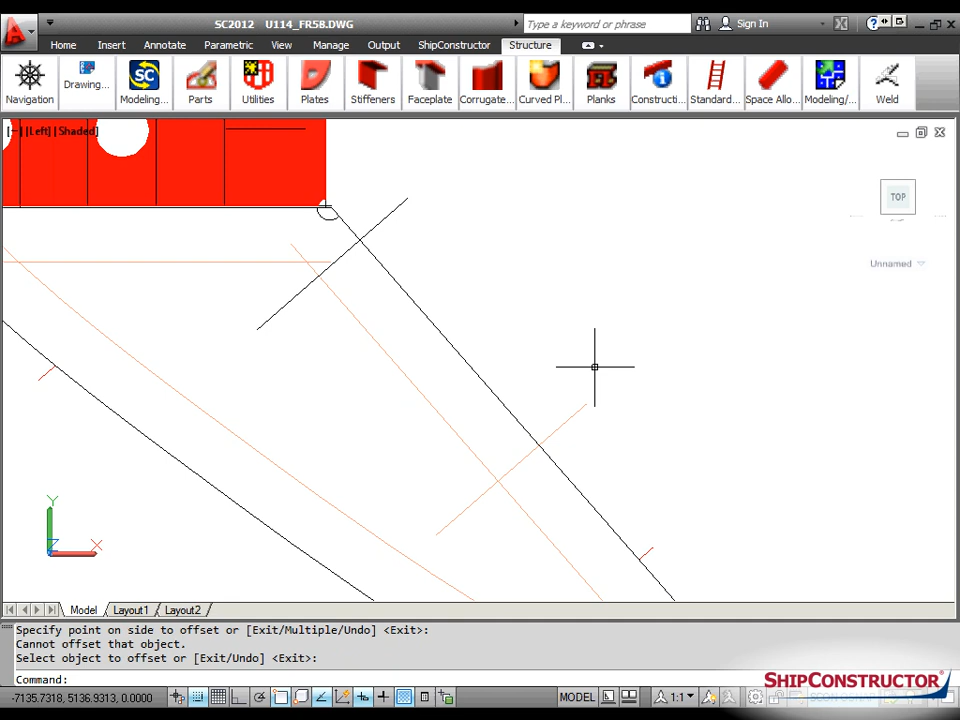 SC2012 U114_FR5B.DWG
Type a keyword or phrase
Sign In
Home Insert Annotate Parametric View Manage Output ShipConstructor Structure
SC
Navigation Drawing... Modeling... Parts Utilities Plates Stiffeners Faceplate Corrugate... Curved Pl... Planks Constructi... Standard... Space Allo... Modeling/... Weld
[−] |Left| |Shaded]
TOP
Unnamed
Y
Z
X
Model Layout1 Layout2
Specify point on side to offset or [Exit/Multiple/Undo] <Exit>:
Cannot offset that object.
Select object to offset or [Exit/Undo] <Exit>:
Command:
SHIPCONSTRUCTOR
-7135.7318, 5136.9313, 0.0000
MODEL
1:1